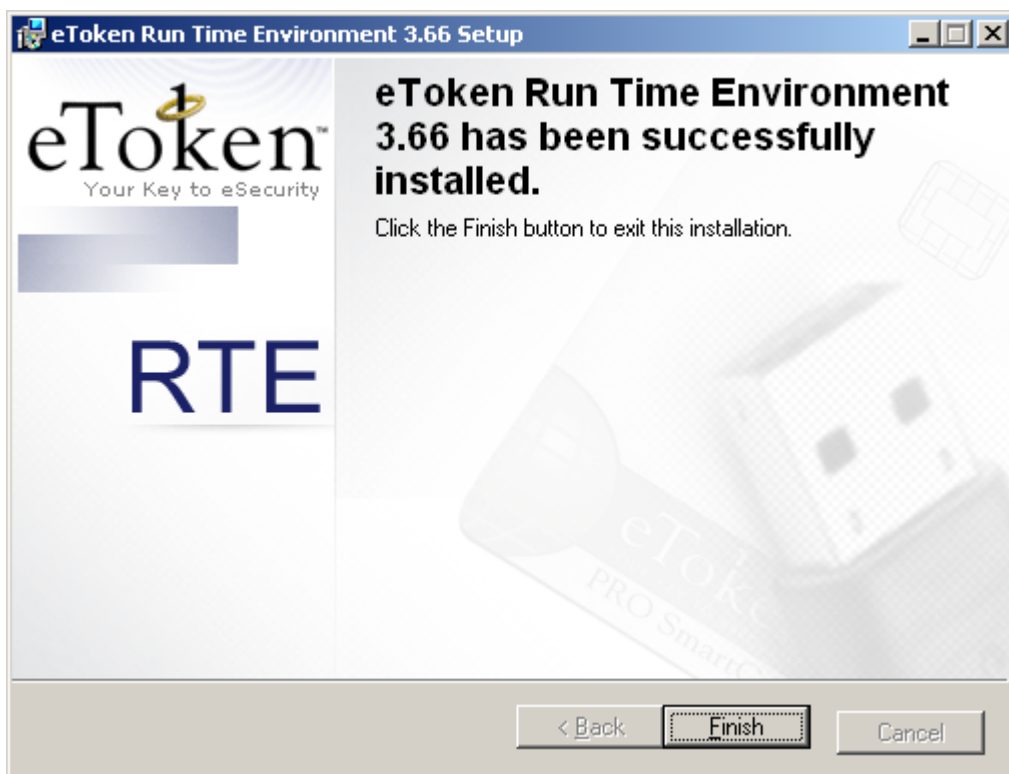 eToken Run Time Environment 3.66 Setup
eToken™
Your Key to eSecurity
RTE
eToken Run Time Environment
3.66 has been successfully
installed.
Click the Finish button to exit this installation.
eToken
PRO SmartC
< Back
Finish
Cancel